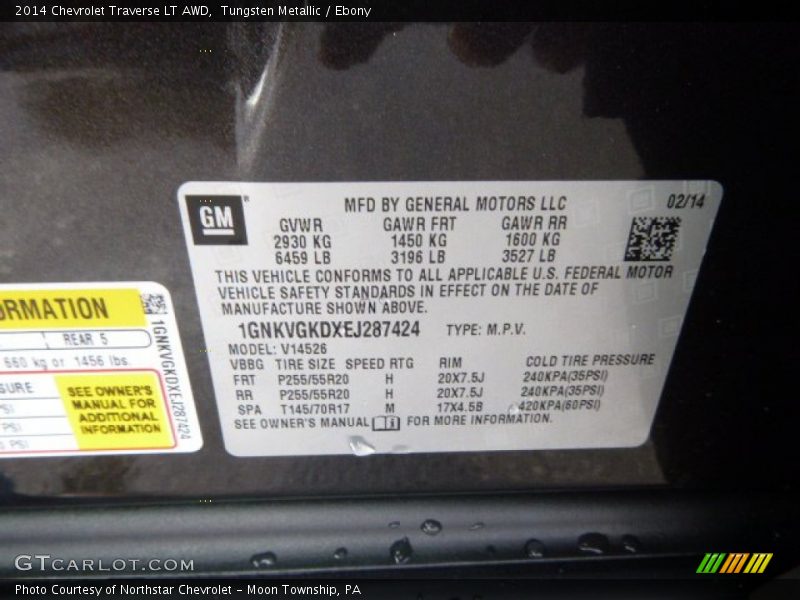 2014 Chevrolet Traverse LT AWD, Tungsten Metallic / Ebony
GM
MFD BY GENERAL MOTORS LLC 02/14
GVWR GAWR FRT GAWR RR
2930 KG 1450 KG 1600 KG
6459 LB 3196 LB 3527 LB
THIS VEHICLE CONFORMS TO ALL APPLICABLE U.S. FEDERAL MOTOR
VEHICLE SAFETY STANDARDS IN EFFECT ON THE DATE OF
MANUFACTURE SHOWN ABOVE.
1GNKVGKDXEJ287424 TYPE: M.P.V.
MODEL: V14526
VBBG TIRE SIZE SPEED RTG RIM COLD TIRE PRESSURE
FRT P255/55R20 H 20X7.5J 240KPA(35PSI)
RR P255/55R20 H 20X7.5J 240KPA(35PSI)
SPA T145/70R17 M 17X4.5B 420KPA(60PSI)
SEE OWNER'S MANUAL FOR MORE INFORMATION.
ORMATION
REAR 5
660 kg or 1456 lbs.
SURE
PSI)
PSI)
PSI)
SEE OWNER'S
MANUAL FOR
ADDITIONAL
INFORMATION
1GNKVGKDXEJ287424
GTCARLOT.COM
Photo Courtesy of Northstar Chevrolet - Moon Township, PA